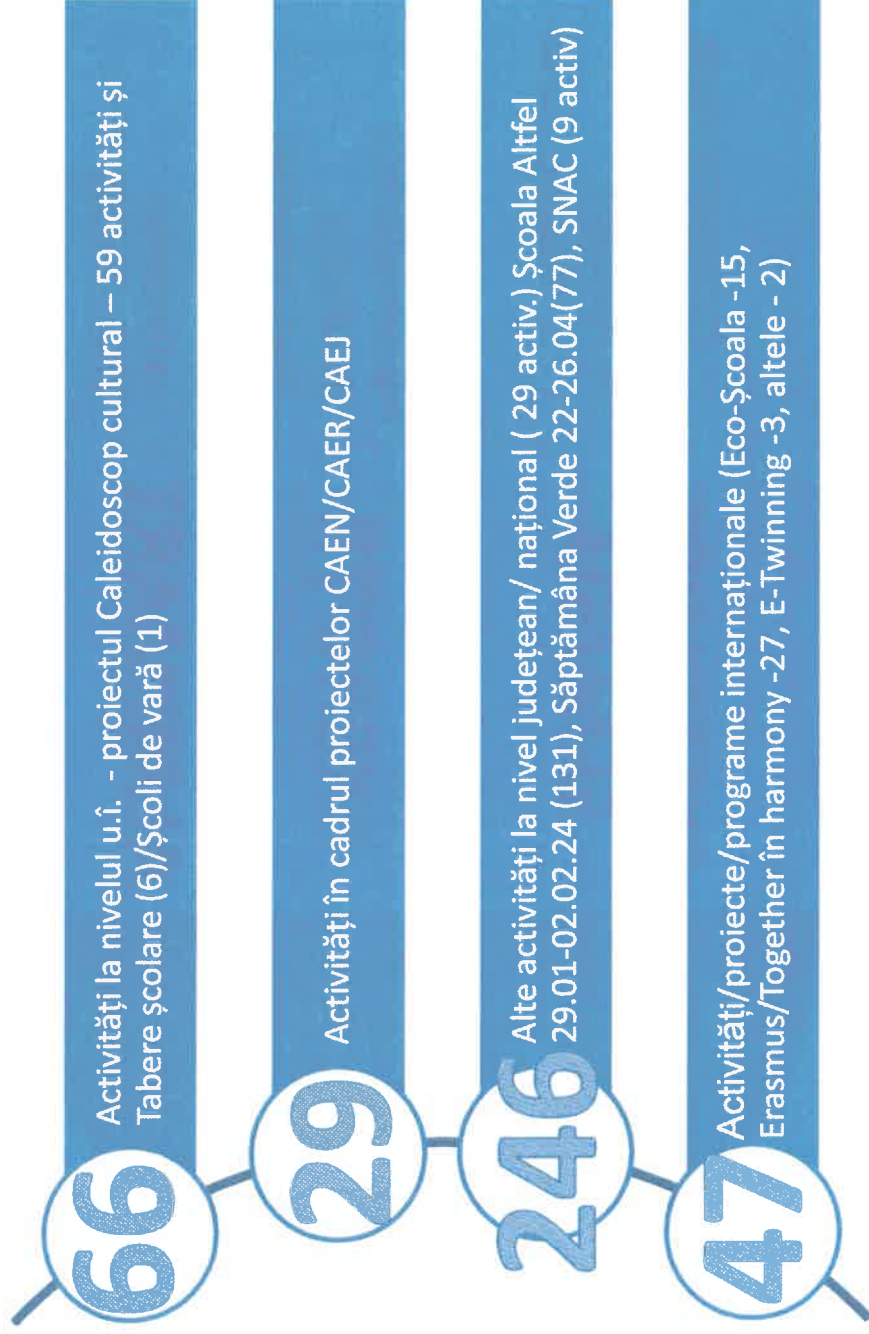 66
Activități la nivelul u.î. - proiectul Caleidoscop cultural – 59 activități și
Tabere școlare (6)/Școli de vară (1)
29
Activități în cadrul proiectelor CAEN/CAER/CAEJ
246
Alte activități la nivel județean/ național ( 29 activ.) Școala Altfel
29.01-02.02.24 (131), Săptămâna Verde 22-26.04(77), SNAC (9 activ)
47
Activități/proiecte/programe internaționale (Eco-Școala -15,
Erasmus/Together în harmony -27, E-Twinning -3, altele - 2)